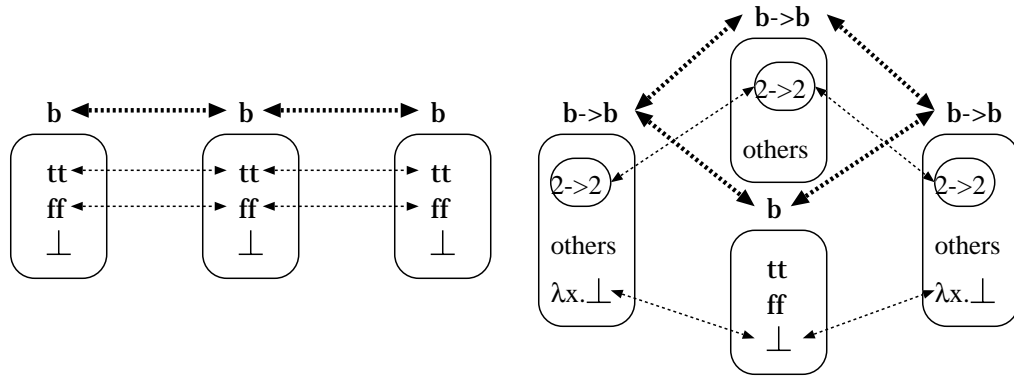 b b b
tt tt tt
ff ff ff
⊥ ⊥ ⊥
b->b
2->2
others
b->b
2->2
others
λx.⊥
b
tt
ff
⊥
b->b
2->2
others
λx.⊥